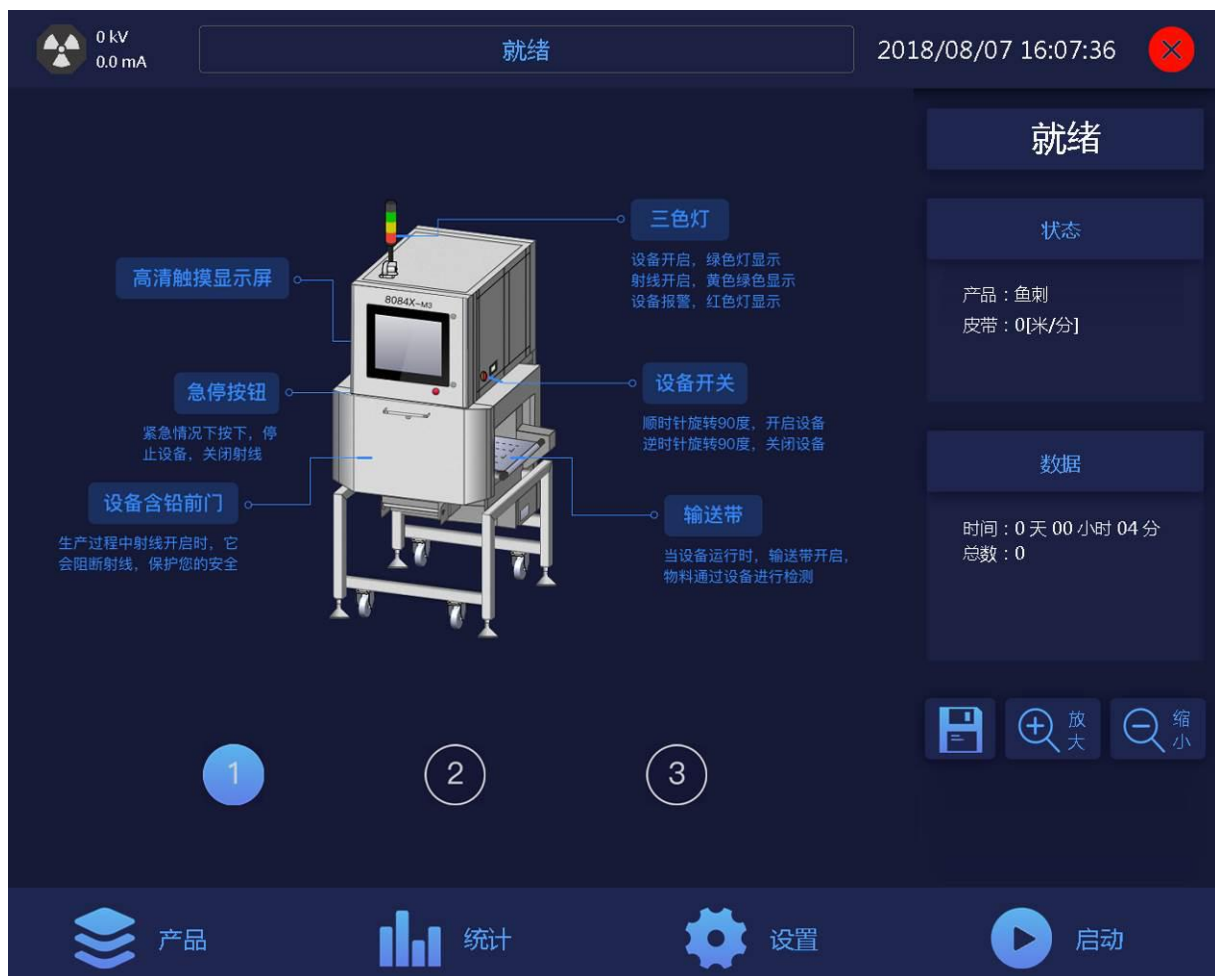 0 kV
0.0 mA
就绪
2018/08/07 16:07:36
就绪
三色灯
设备开启，绿色灯显示
射线开启，黄色绿色显示
设备报警，红色灯显示
高清触摸显示屏
8084X-M3
急停按钮
紧急情况下按下，停
止设备，关闭射线
设备开关
顺时针旋转90度，开启设备
逆时针旋转90度，关闭设备
设备含铅前门
生产过程中射线开启时，它
会阻断射线，保护您的安全
输送带
当设备运行时，输送带开启，
物料通过设备进行检测
状态
产品：鱼刺
皮带：0[米/分]
数据
时间：0 天 00 小时 04 分
总数：0
放大
缩小
1
2
3
产品
统计
设置
启动